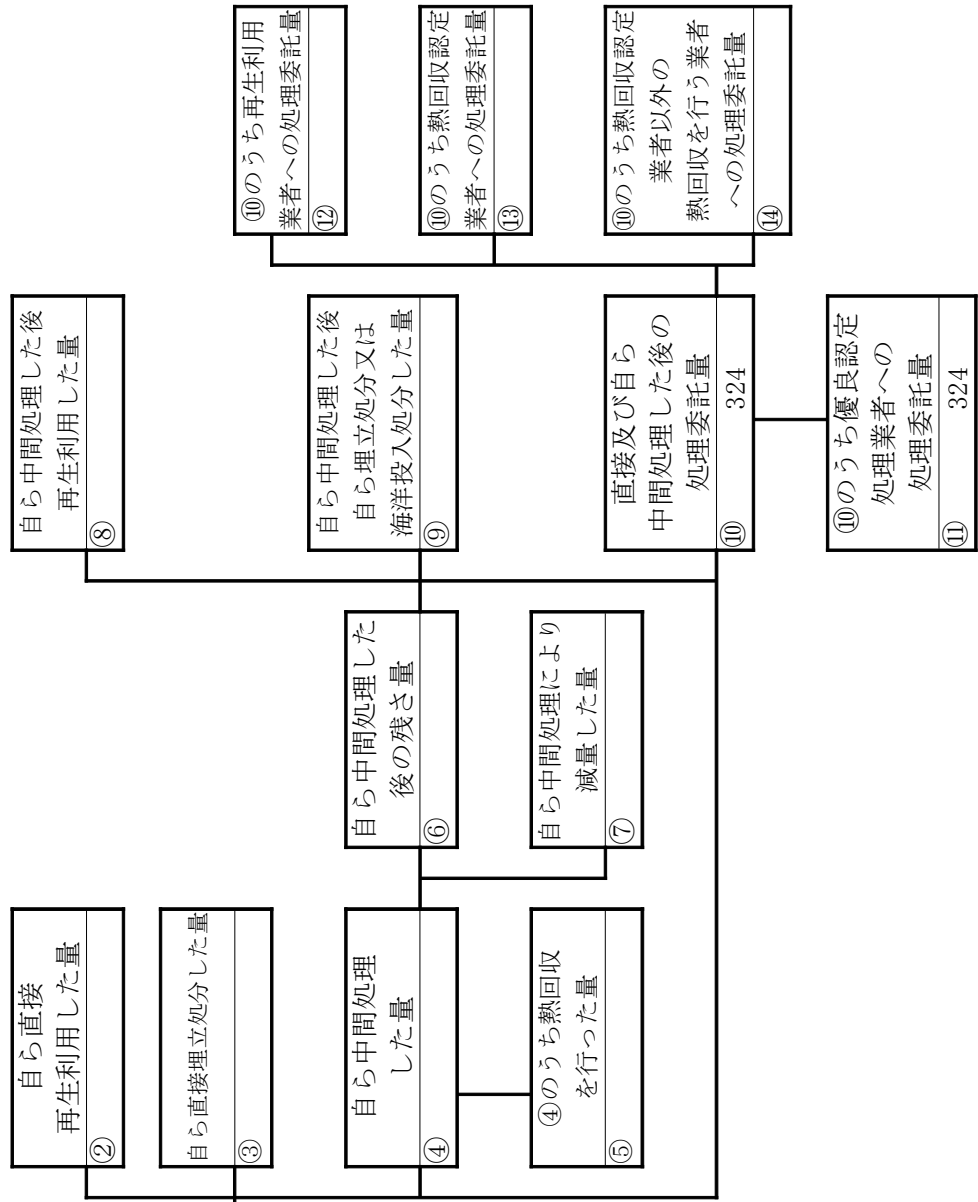 自ら直接
再生利用した量
②
自ら直接埋立処分した量
③
自ら中間処理
した量
④
④のうち熱回収
を行った量
⑤
自ら中間処理した
後の残さ量
⑥
自ら中間処理により
減量した量
⑦
自ら中間処理した後
再生利用した量
⑧
自ら中間処理した後
自ら埋立処分又は
海洋投入処分した量
⑨
直接及び自ら
中間処理した後の
処理委託量
⑩ 324
⑩のうち優良認定
処理業者への
処理委託量
⑪ 324
⑩のうち再生利用
業者への処理委託量
⑫
⑩のうち熱回収認定
業者への処理委託量
⑬
⑩のうち熱回収認定
業者以外の
熱回収を行う業者
への処理委託量
⑭